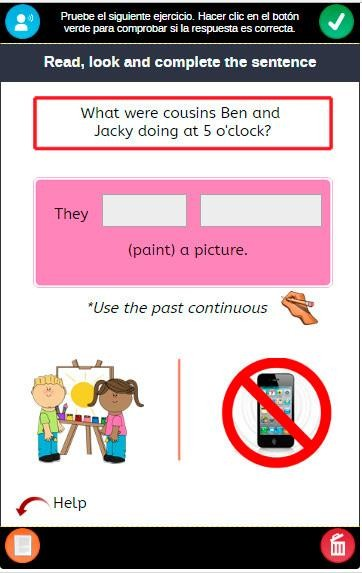 Pruebe el siguiente ejercicio. Hacer clic en el botón
verde para comprobar si la respuesta es correcta.
Read, look and complete the sentence
What were cousins Ben and
Jacky doing at 5 o'clock?
They
(paint) a picture.
*Use the past continuous
Help